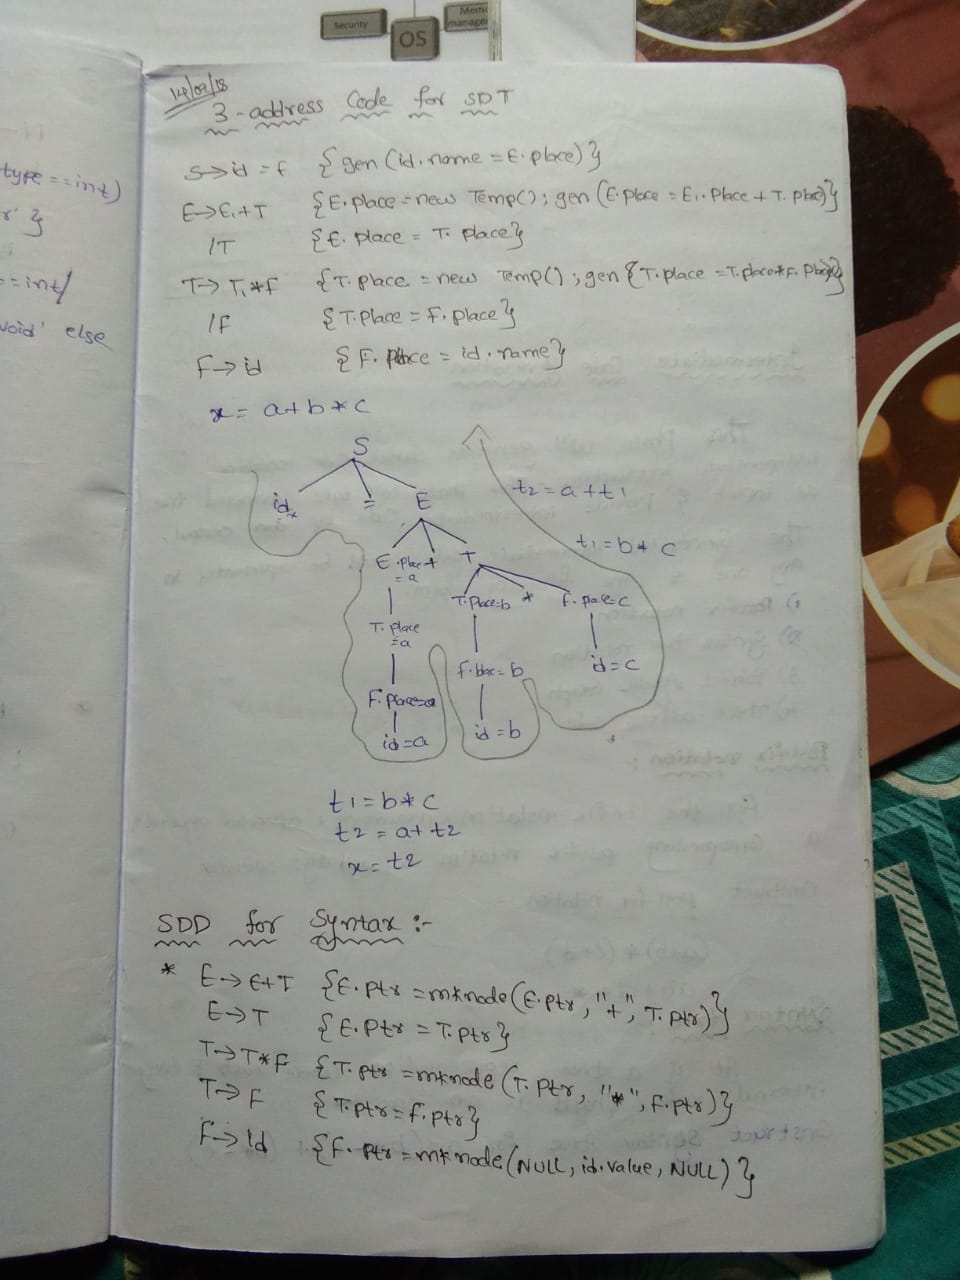 Security
OS
Mem
manage
14/02/18
3-address Code for SDT
S→id = E {gen (id.name = E.place)}
E→E1+T {E.place = new Temp(); gen (E.place = E1.Place + T.place)}
/T {E.place = T.place}
T→T1*F {T.place = new Temp(); gen {T.place = T.place*F.place}}
/F {T.Place = F.place}
F→id {F.place = id.name}
x = a+b*c
S
id x = E
t2 = a+t1
t1 = b*c
E.place = a + T
T.place=b * F.place=c
T.place =a
F.place=b id=c
F.place=a
id=b
id=a
t1=b*c
t2 = a+t2
x = t2
SDD for Syntax :-
* E→E+T {E.ptr = mknode(E.ptr, "+", T.ptr)}
E→T {E.Ptr = T.ptr}
T→T*F {T.ptr = mknode (T.ptr, "*", F.ptr)}
T→F {T.ptr = F.ptr}
F→id {F.ptr = mknode(NULL, id.value, NULL)}
type == int)
r' }
== int/
void' else